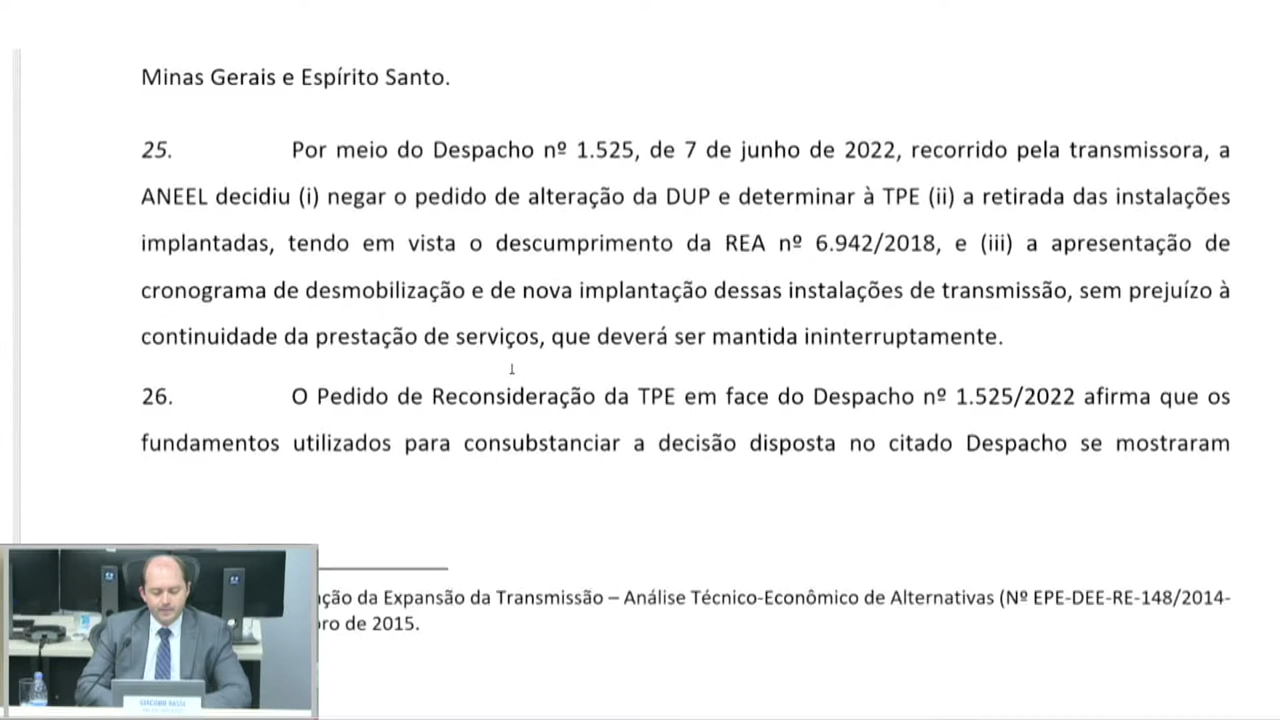 Minas Gerais e Espírito Santo.
25. Por meio do Despacho nº 1.525, de 7 de junho de 2022, recorrido pela transmissora, a
ANEEL decidiu (i) negar o pedido de alteração da DUP e determinar à TPE (ii) a retirada das instalações
implantadas, tendo em vista o descumprimento da REA nº 6.942/2018, e (iii) a apresentação de
cronograma de desmobilização e de nova implantação dessas instalações de transmissão, sem prejuízo à
continuidade da prestação de serviços, que deverá ser mantida ininterruptamente.
26. O Pedido de Reconsideração da TPE em face do Despacho nº 1.525/2022 afirma que os
fundamentos utilizados para consubstanciar a decisão disposta no citado Despacho se mostraram
ção da Expansão da Transmissão – Análise Técnico-Econômico de Alternativas (Nº EPE-DEE-RE-148/2014-
ro de 2015.